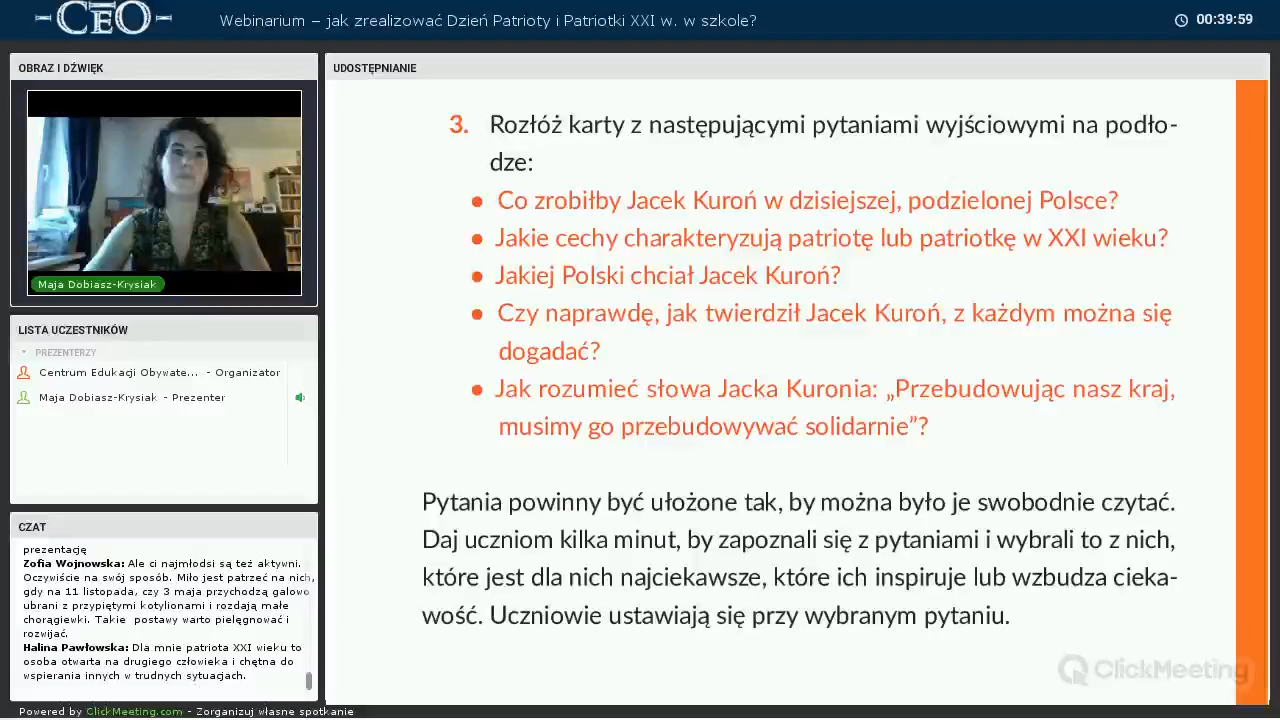 CEO
Webinarium – jak zrealizować Dzień Patrioty i Patriotki XXI w. w szkole?
00:39:59
OBRAZ I DŹWIĘK
Maja Dobiasz-Krysiak
LISTA UCZESTNIKÓW
PREZENTERZY
Centrum Edukacji Obywate... - Organizator
Maja Dobiasz-Krysiak - Prezenter
CZAT
prezentację
Zofia Wojnowska: Ale ci najmłodsi są też aktywni.
Oczywiście na swój sposób. Miło jest patrzeć na nich,
gdy na 11 listopada, czy 3 maja przychodzą galowo
ubrani z przypiętymi kotylionami i rozdają małe
chorągiewki. Takie postawy warto pielęgnować i
rozwijać.
Halina Pawłowska: Dla mnie patriota XXI wieku to
osoba otwarta na drugiego człowieka i chętna do
wspierania innych w trudnych sytuacjach.
UDOSTĘPNIANIE
3. Rozłóż karty z następującymi pytaniami wyjściowymi na podło-
dze:
• Co zrobiłby Jacek Kuroń w dzisiejszej, podzielonej Polsce?
• Jakie cechy charakteryzują patriotę lub patriotkę w XXI wieku?
• Jakiej Polski chciał Jacek Kuroń?
• Czy naprawdę, jak twierdził Jacek Kuroń, z każdym można się
dogadać?
• Jak rozumieć słowa Jacka Kuronia: „Przebudowując nasz kraj,
musimy go przebudowywać solidarnie”?
Pytania powinny być ułożone tak, by można było je swobodnie czytać.
Daj uczniom kilka minut, by zapoznali się z pytaniami i wybrali to z nich,
które jest dla nich najciekawsze, które ich inspiruje lub wzbudza cieka-
wość. Uczniowie ustawiają się przy wybranym pytaniu.
ClickMeeting
Powered by ClickMeeting.com - Zorganizuj własne spotkanie